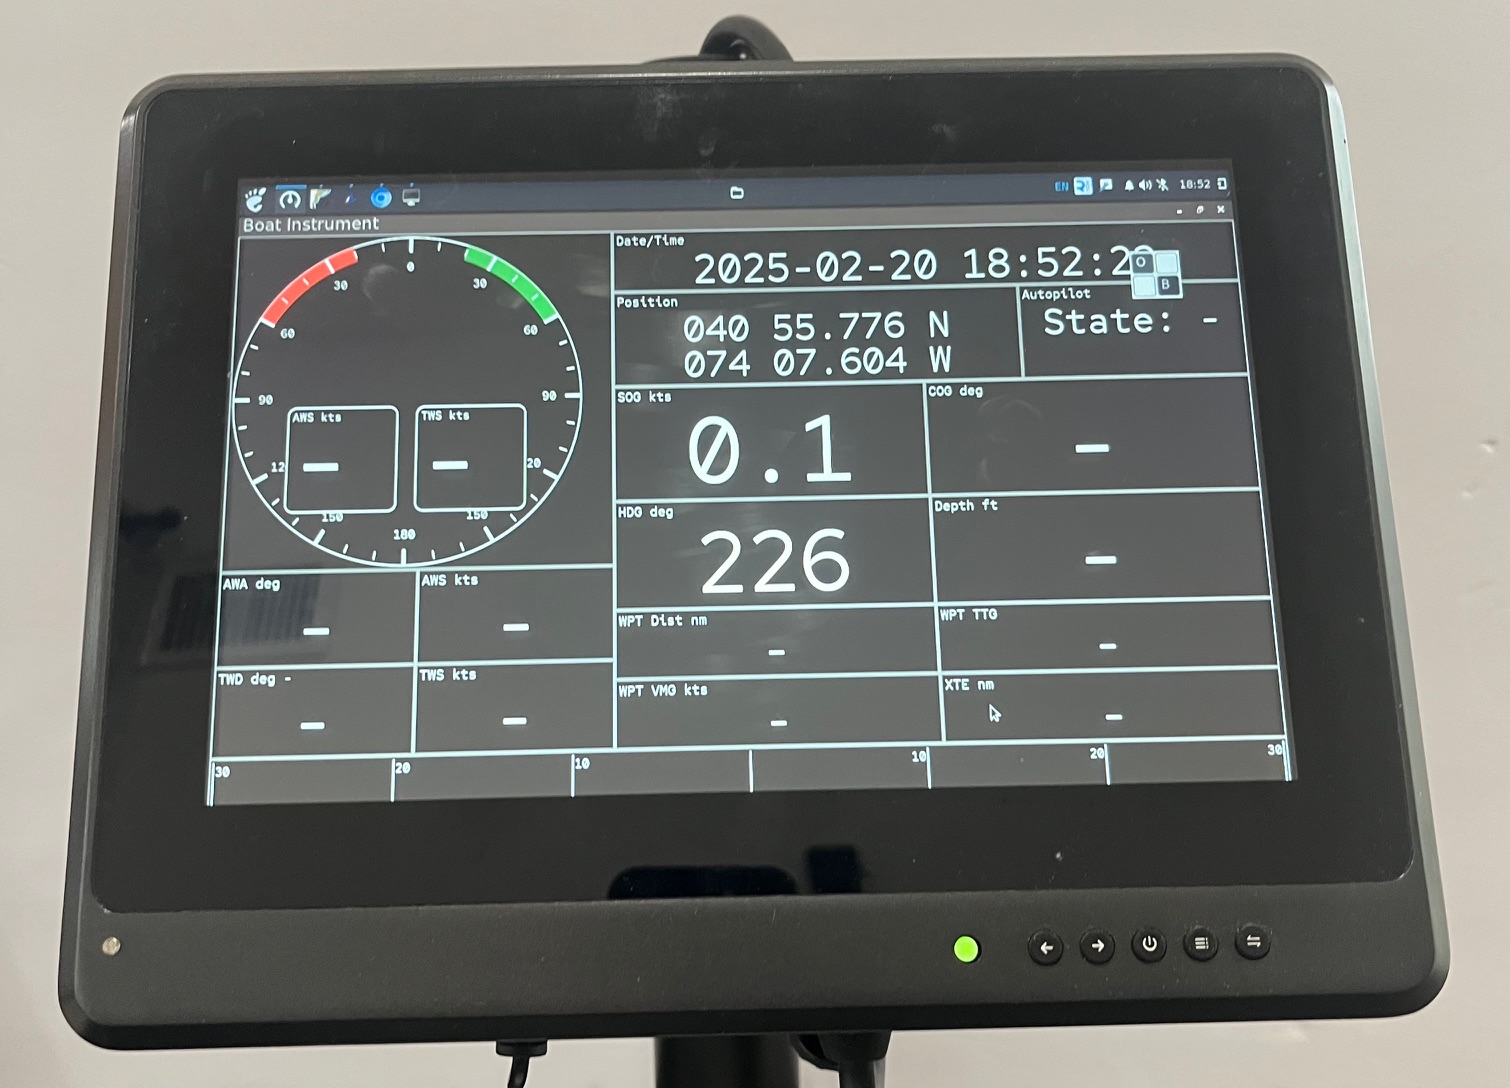 EN
18:52
Boat Instrument
0
30
30
60
60
90
90
AWS kts
–
TWS kts
–
12
20
150
150
180
Date/Time
2025-02-20 18:52:2
O
B
Position
040 55.776 N
074 07.604 W
Autopilot
State: -
SOG kts
0.1
COG deg
–
HDG deg
226
Depth ft
–
AWA deg
–
AWS kts
–
WPT Dist nm
–
WPT TTG
–
TWD deg -
–
TWS kts
–
WPT VMG kts
–
XTE nm
–
30
20
10
10
20
30